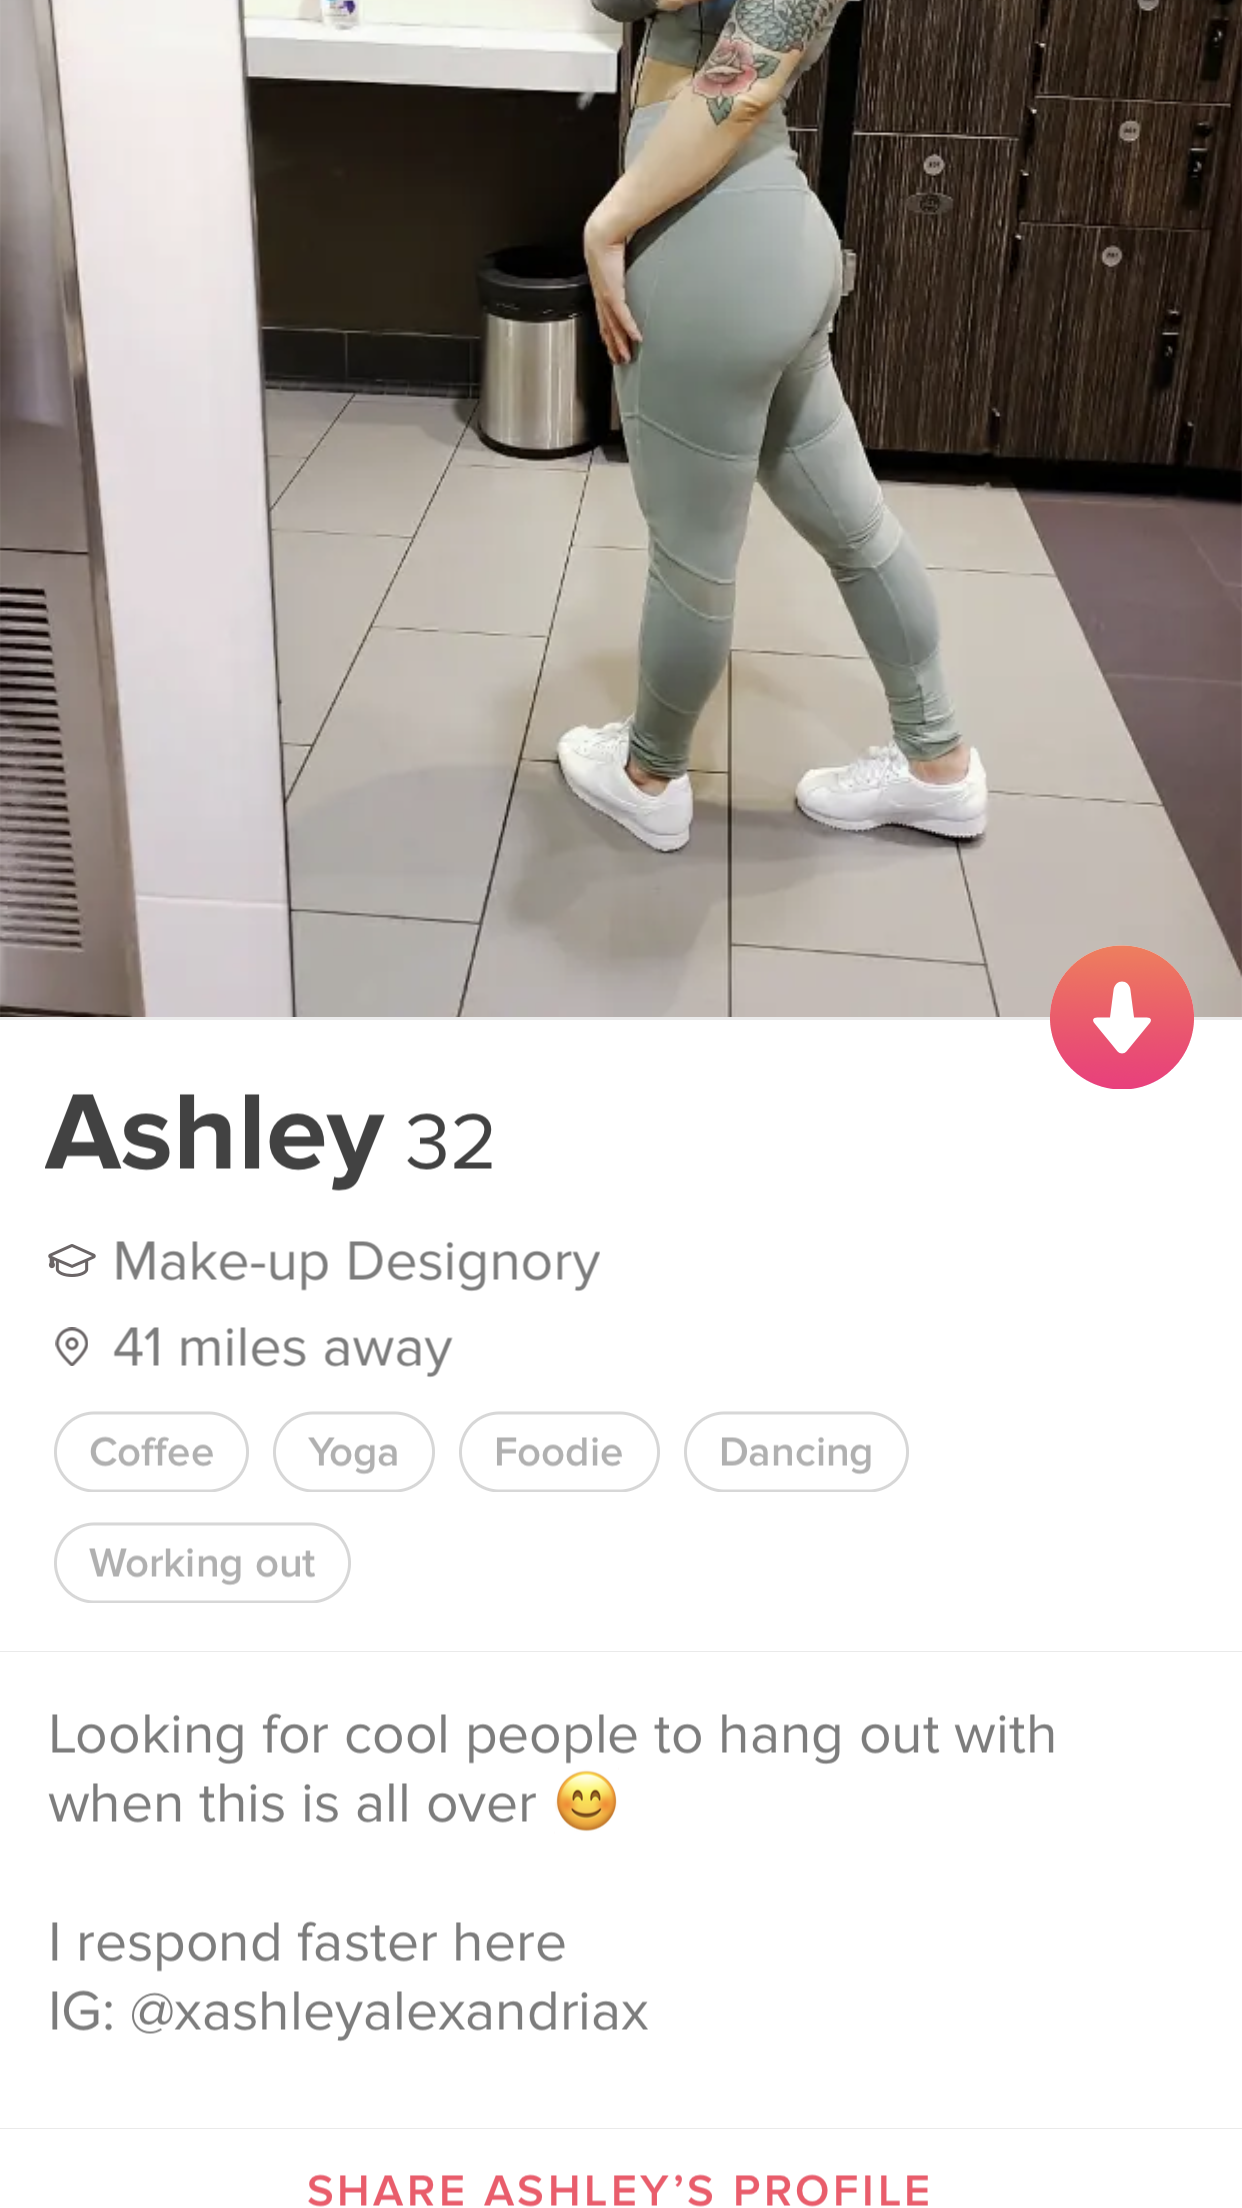 Ashley 32
Make-up Designory
41 miles away
Coffee Yoga Foodie Dancing
Working out
Looking for cool people to hang out with
when this is all over 😊
I respond faster here
IG: @xashleyalexandriax
SHARE ASHLEY'S PROFILE